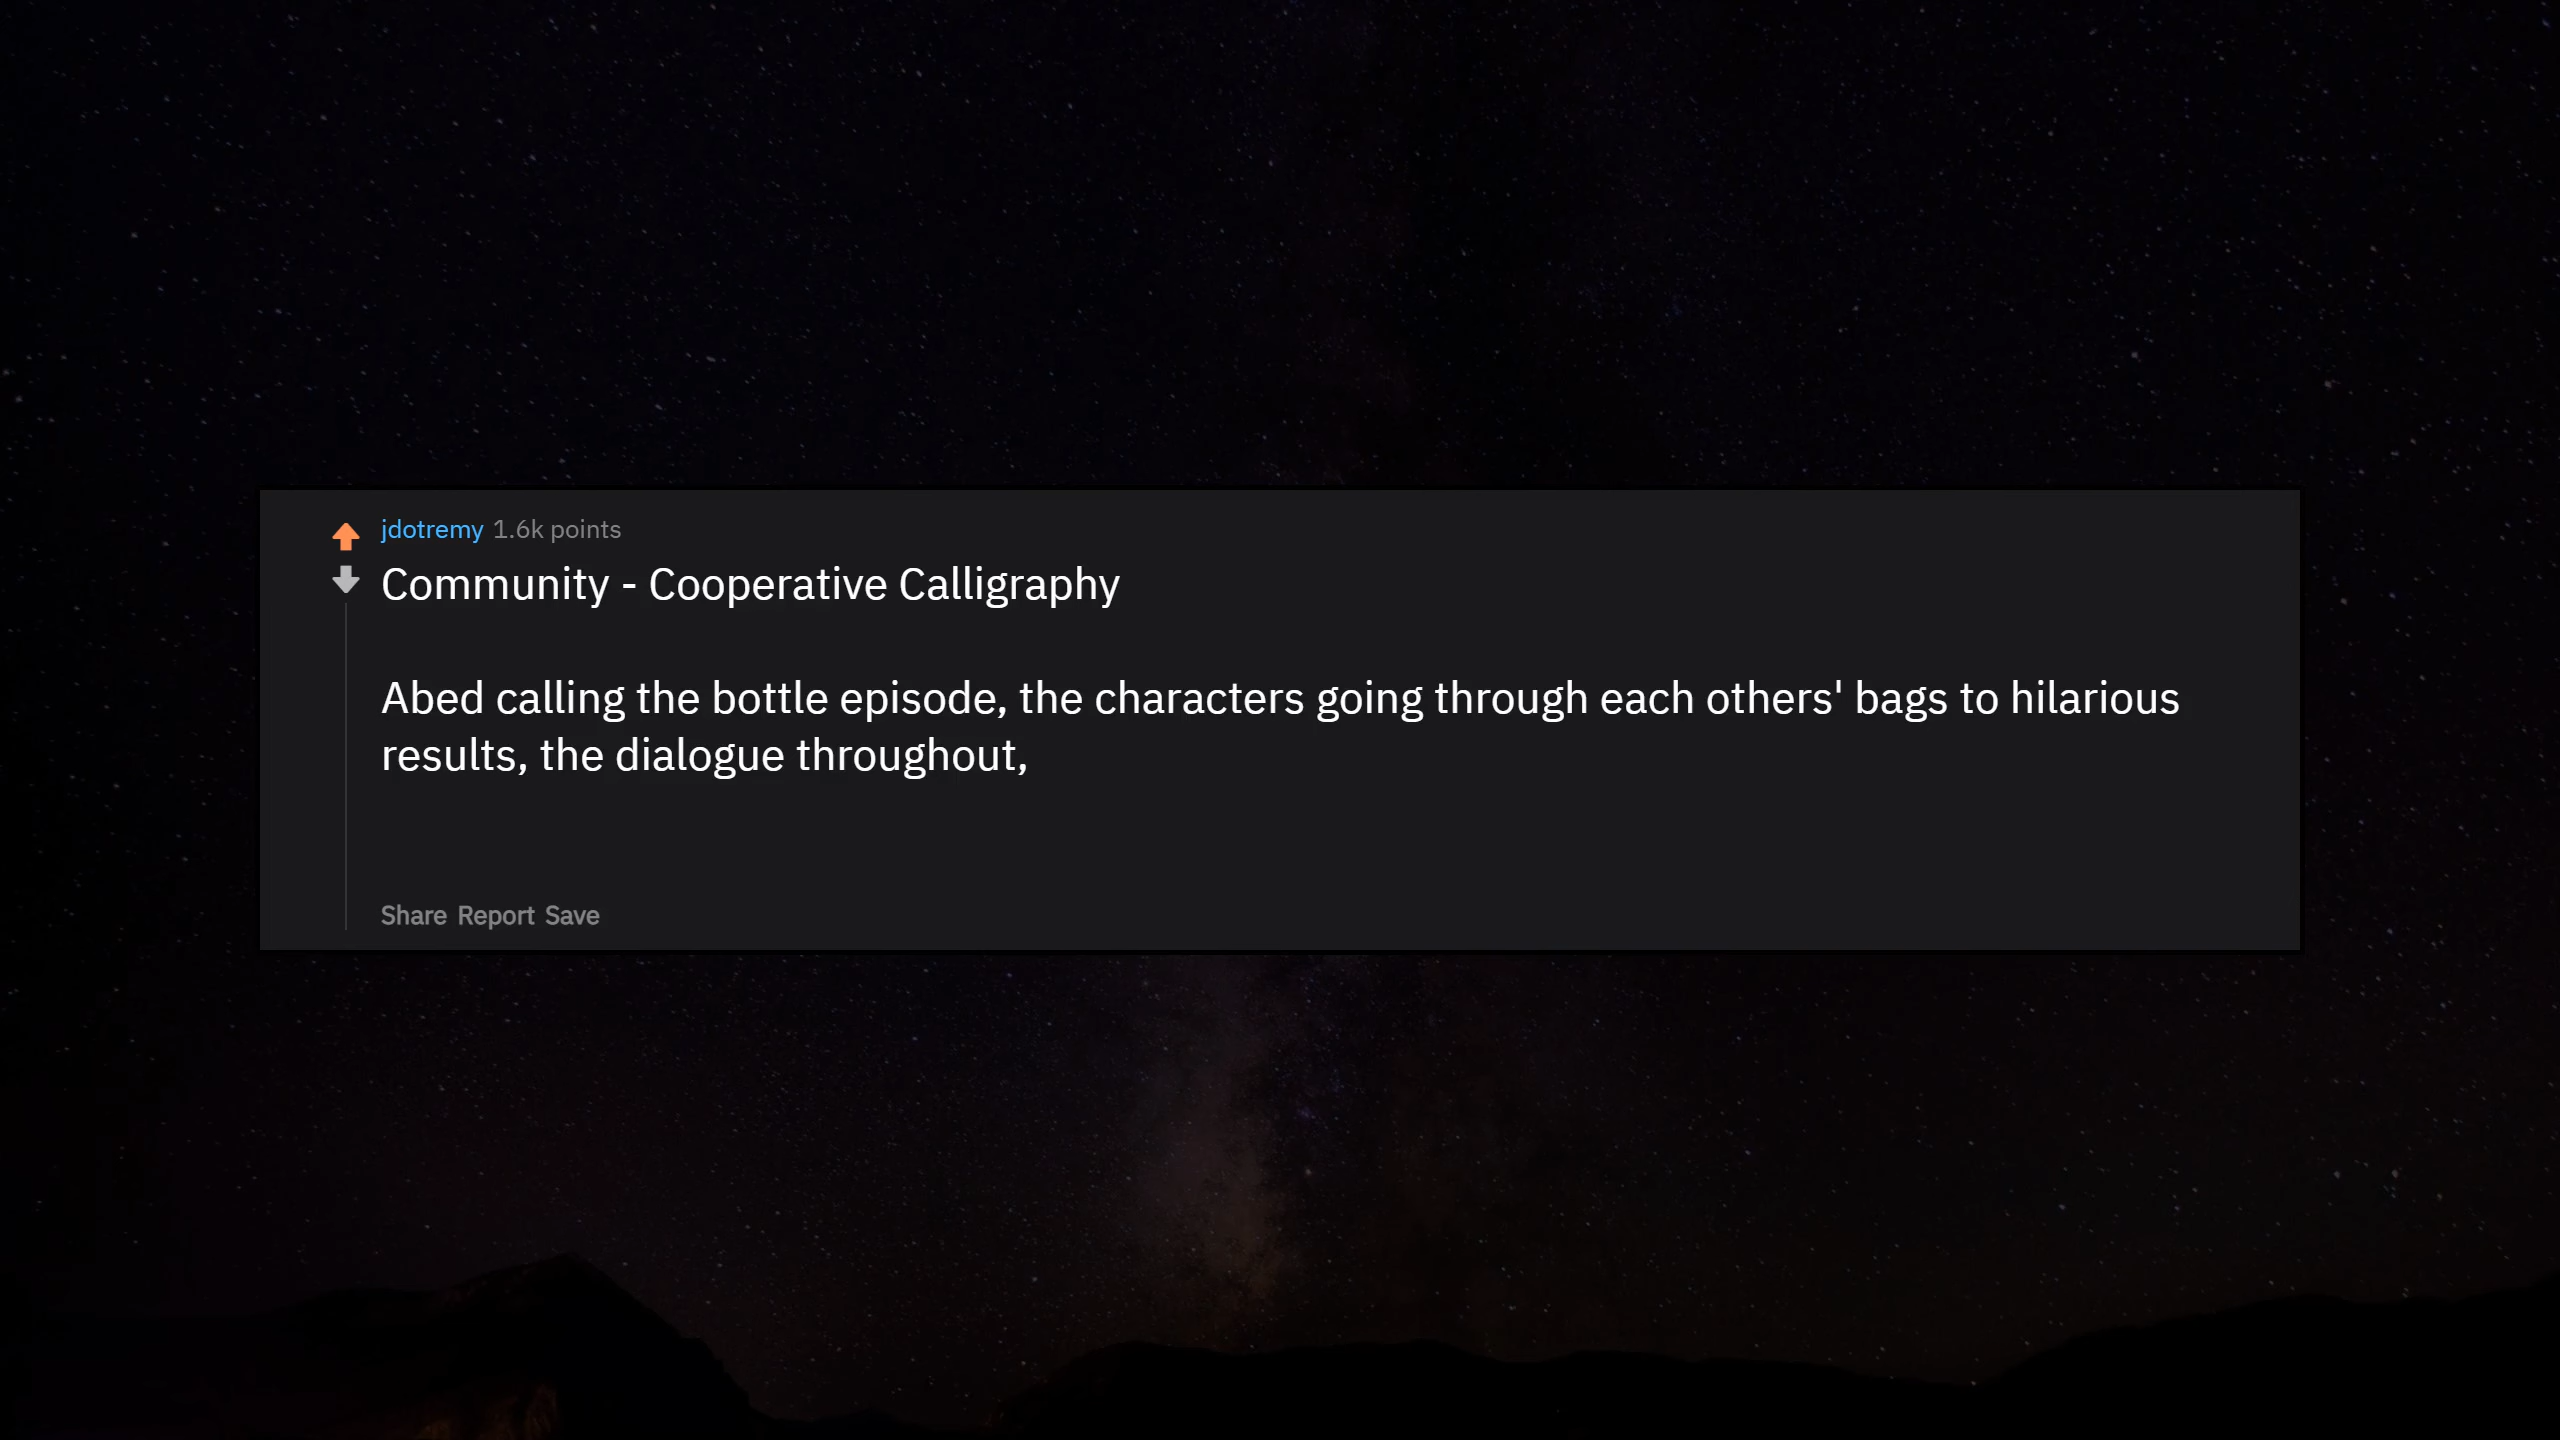 jdotremy 1.6k points
Community - Cooperative Calligraphy
Abed calling the bottle episode, the characters going through each others' bags to hilarious
results, the dialogue throughout,
Share Report Save